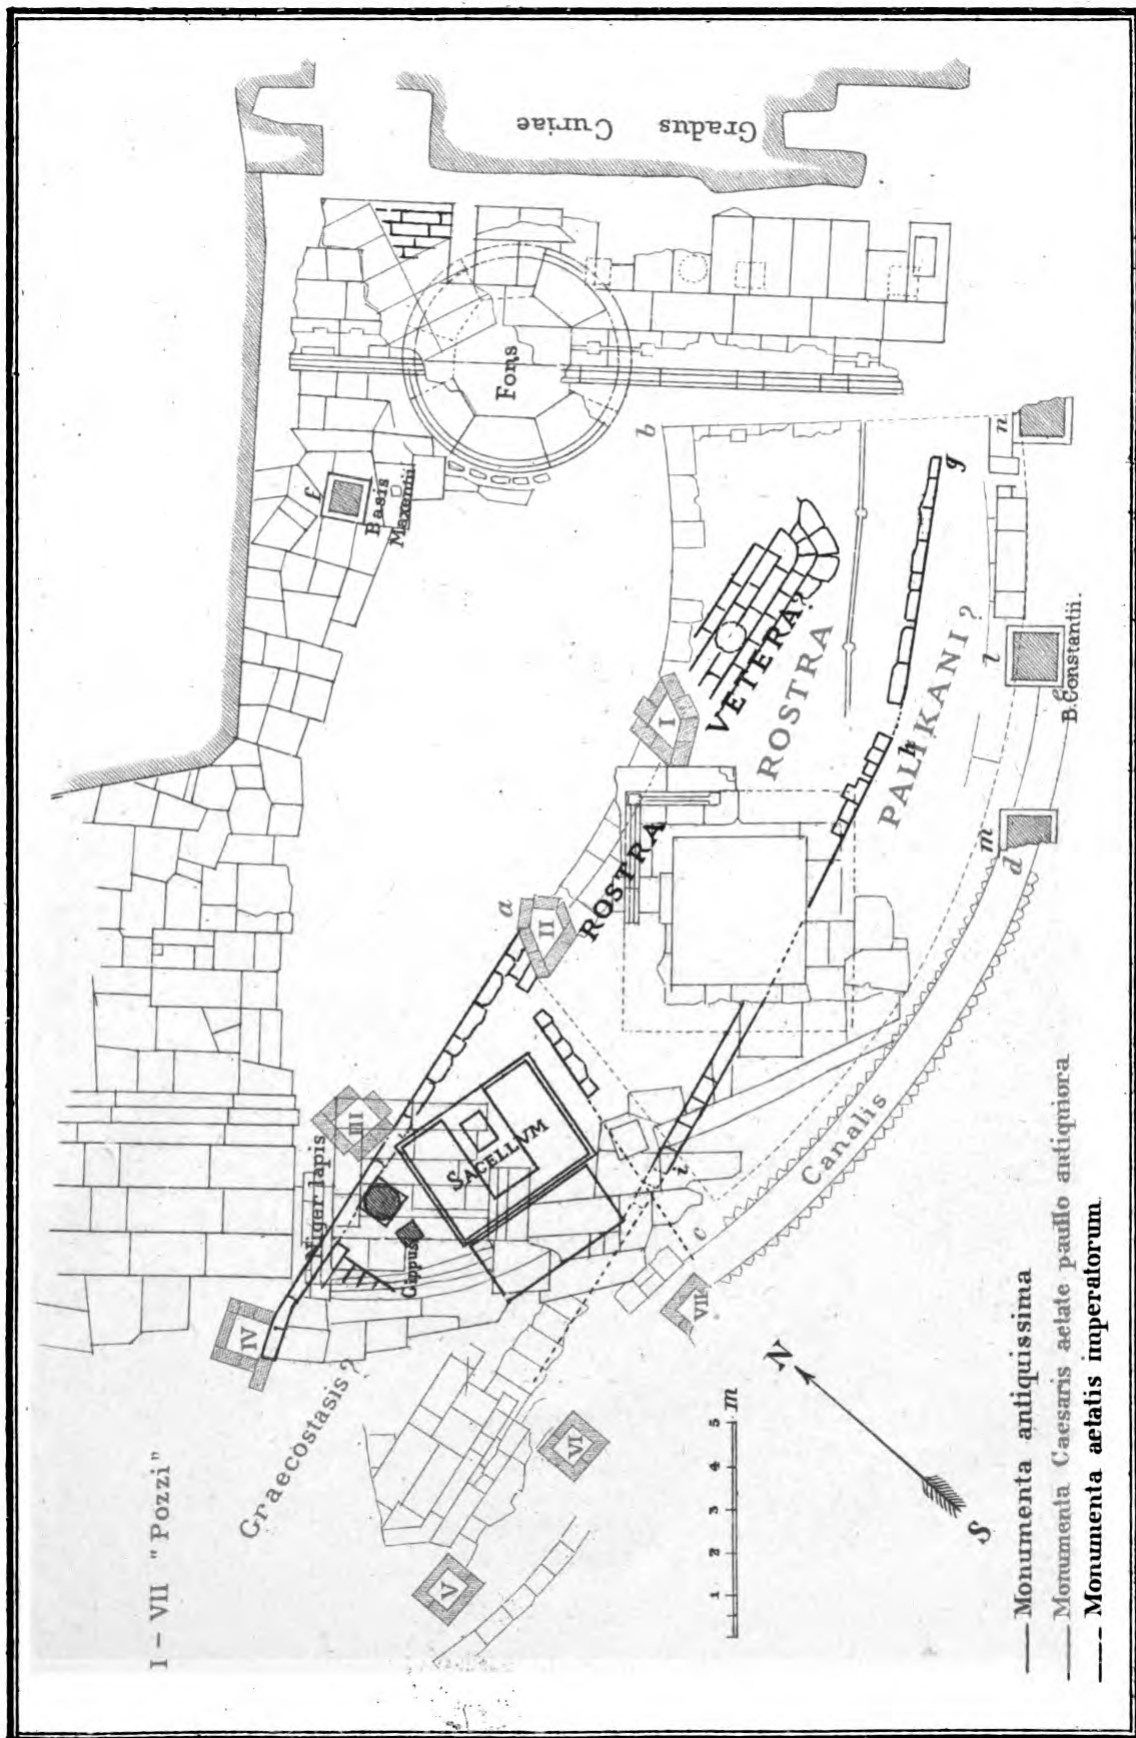 Gradus Curiae
Fons
f
Basis
Maxentii
b
n
g
I
VETERA?
ROSTRA
PALIKANI?
h
l
e
B. Constantii.
m
d
a
II
ROSTRA
III
Niger lapis
SACELLVM
Cippus
i
c
Canalis
IV
VII
Graecostasis?
VI
V
I – VII "Pozzi"
1 2 3 4 5 m
N
S
Monumenta antiquissima
Monumenta Caesaris aetate paullo antiquiora
Monumenta aetatis imperatorum